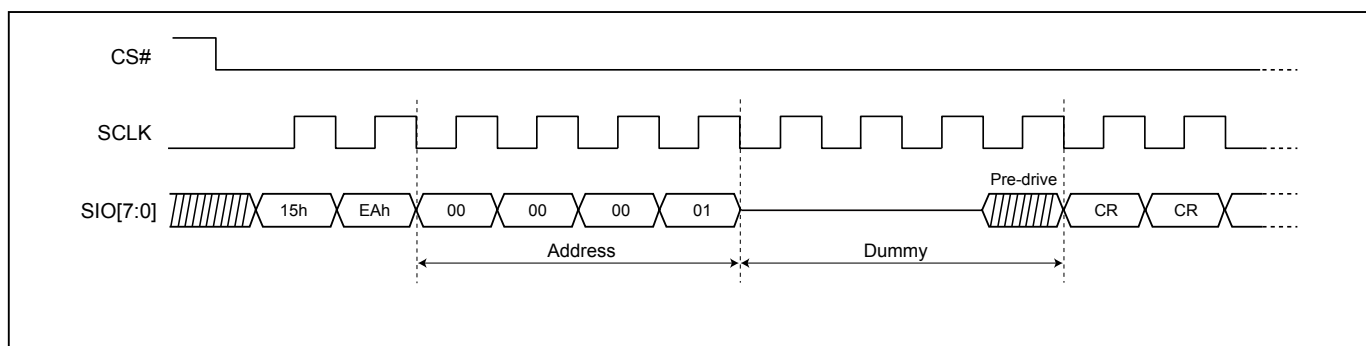 CS#
SCLK
Pre-drive
SIO[7:0] 15h EAh 00 00 00 01 CR CR
Address Dummy